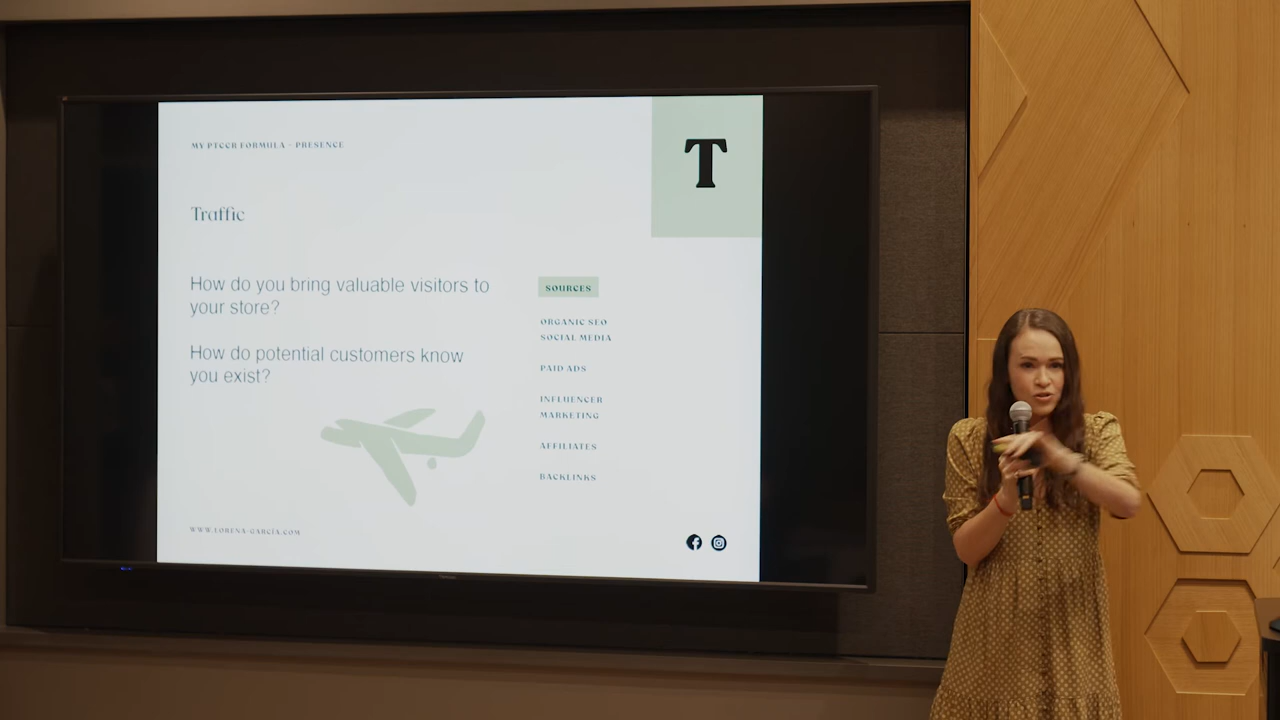 MY PTCCR FORMULA - PRESENCE
T
Traffic
How do you bring valuable visitors to
your store?
How do potential customers know
you exist?
SOURCES
ORGANIC SEO
SOCIAL MEDIA
PAID ADS
INFLUENCER
MARKETING
AFFILIATES
BACKLINKS
WWW.LORENA-GARCIA.COM